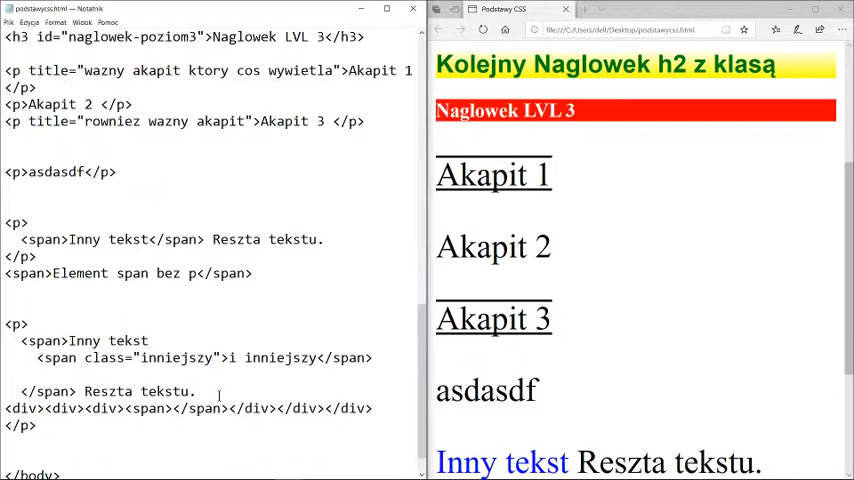 podstawycss.html — Notatnik
Plik Edycja Format Widok Pomoc
<h3 id="naglowek-poziom3">Naglowek LVL 3</h3>
<p title="wazny akapit ktory cos wywietla">Akapit 1
</p>
<p>Akapit 2 </p>
<p title="rowniez wazny akapit">Akapit 3 </p>
<p>asdasdf</p>
<p>
<span>Inny tekst</span> Reszta tekstu.
</p>
<span>Element span bez p</span>
<p>
<span>Inny tekst
<span class="inniejszy">i inniejszy</span>
</span> Reszta tekstu.
<div><div><div><span></span></div></div></div>
</p>
</body>
Podstawy CSS
file:///C:/Users/dell/Desktop/podstawycss.html
Kolejny Naglowek h2 z klasą
Naglowek LVL 3
Akapit 1
Akapit 2
Akapit 3
asdasdf
Inny tekst Reszta tekstu.